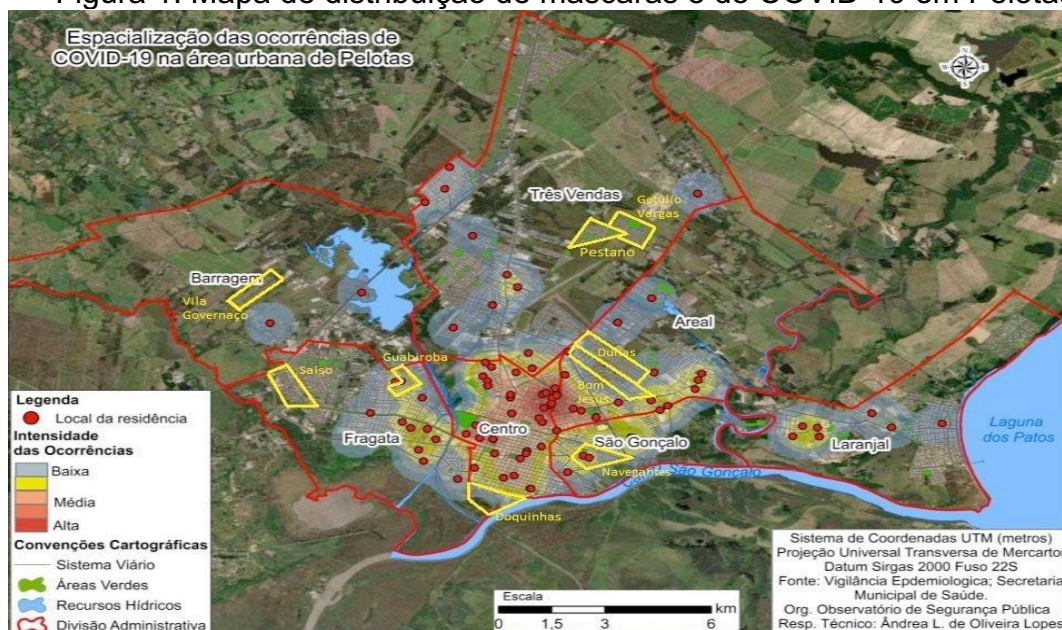 Figura 1: Mapa de distribuição de máscaras e de COVID-19 em Pelotas
Espacialização das ocorrências de
COVID-19 na área urbana de Pelotas
N
Três Vendas
Getúlio
Vargas
Pestano
Barragem
Vila
Governaço
Areal
Dunas
Guabiroba
Salso
Bom
Jesus
Legenda
Local da residência
Intensidade
das Ocorrências
Baixa
Média
Alta
Fragata
Centro
São Gonçalo
Laranjal
Laguna
dos Patos
Navegantes
São Gonçalo
Doquinhas
Convenções Cartográficas
Sistema Viário
Áreas Verdes
Recursos Hídricos
Divisão Administrativa
Escala
km
0 1,5 3 6
Sistema de Coordenadas UTM (metros)
Projeção Universal Transversa de Mercartor
Datum Sirgas 2000 Fuso 22S
Fonte: Vigilância Epdemiologica; Secretaria
Municipal de Saúde.
Org. Observatório de Segurança Pública
Resp. Técnico: Ândrea L. de Oliveira Lopes